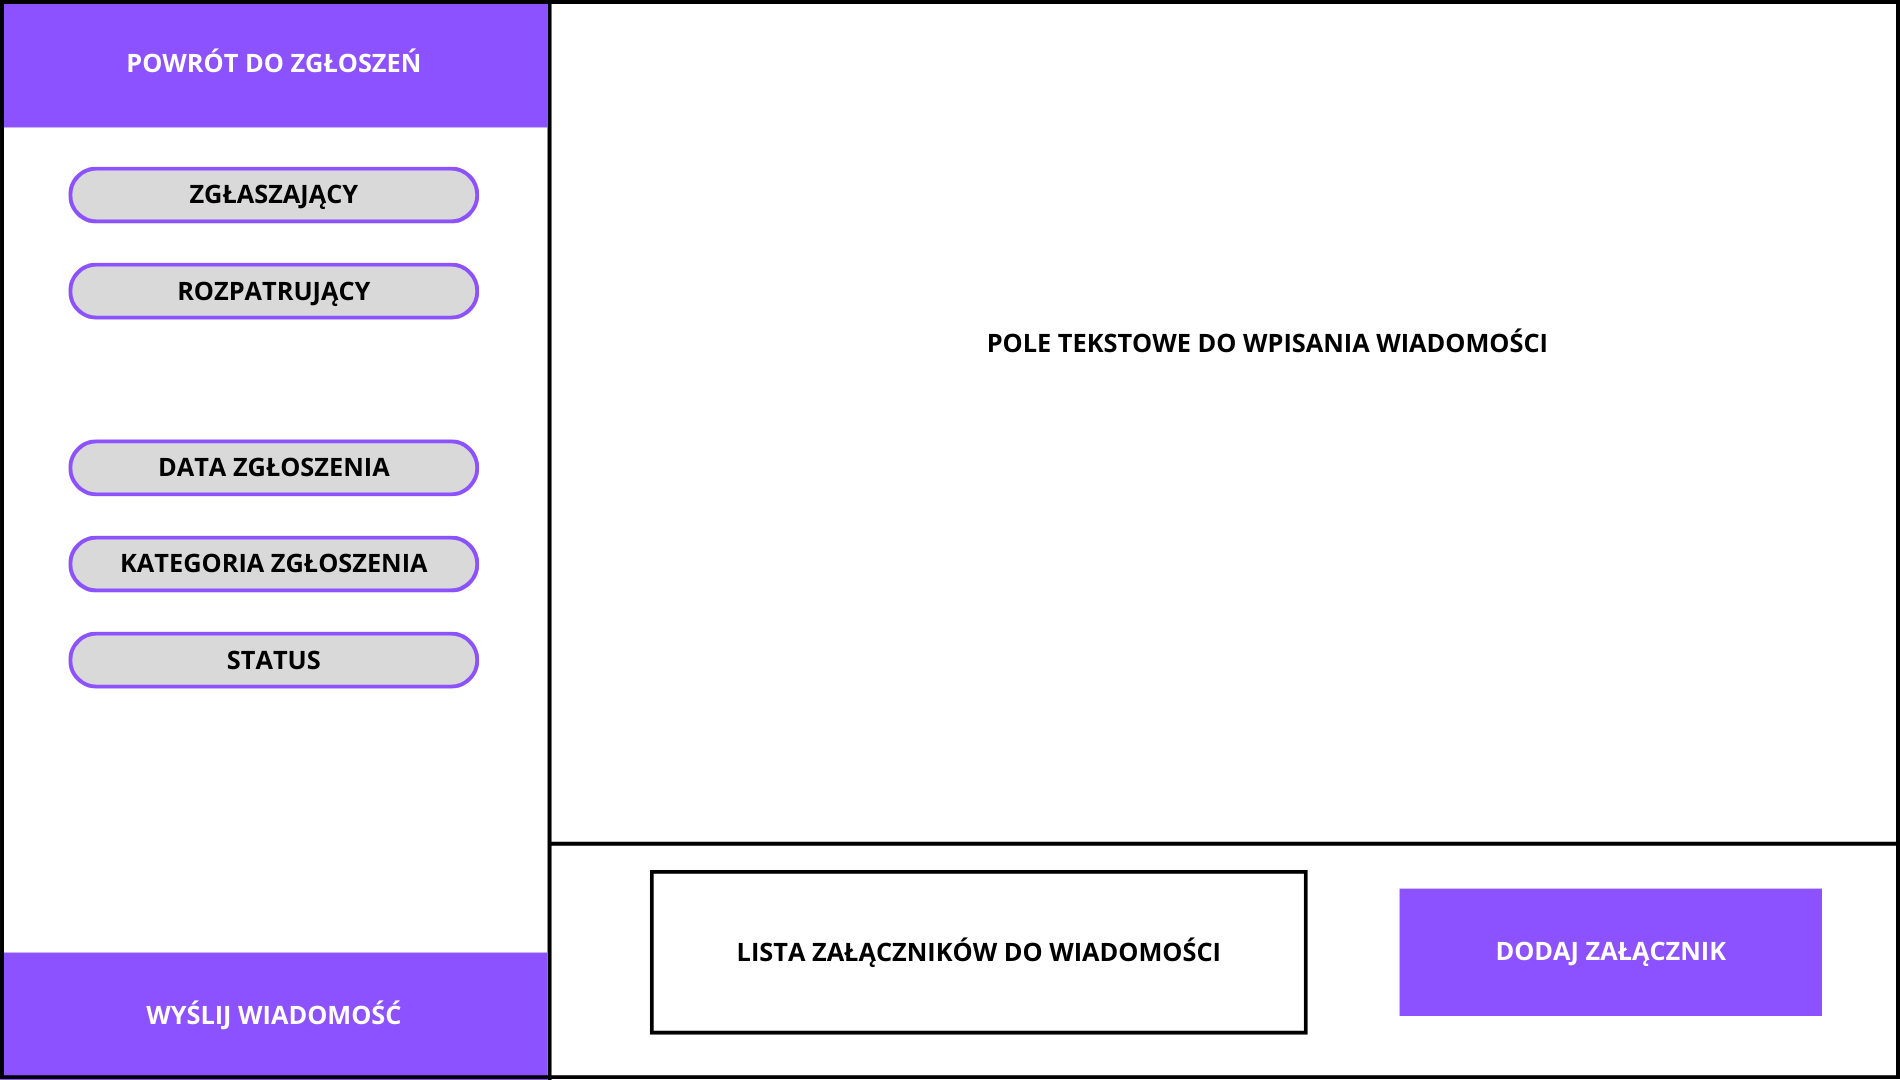 POWRÓT DO ZGŁOSZEŃ
ZGŁASZAJĄCY
ROZPATRUJĄCY
DATA ZGŁOSZENIA
KATEGORIA ZGŁOSZENIA
STATUS
WYŚLIJ WIADOMOŚĆ
POLE TEKSTOWE DO WPISANIA WIADOMOŚCI
LISTA ZAŁĄCZNIKÓW DO WIADOMOŚCI
DODAJ ZAŁĄCZNIK